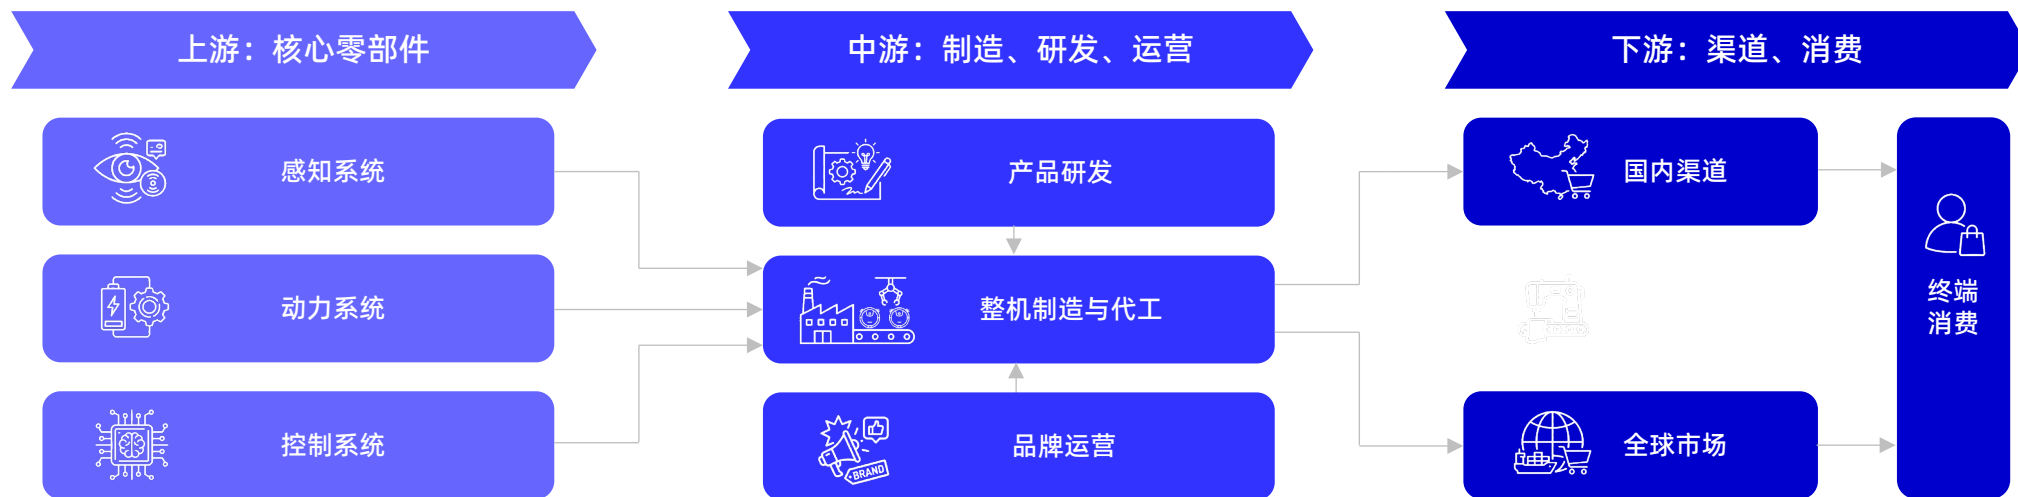 上游：核心零部件
中游：制造、研发、运营
下游：渠道、消费
感知系统
产品研发
国内渠道
动力系统
整机制造与代工
终端
消费
控制系统
品牌运营
BRAND
全球市场